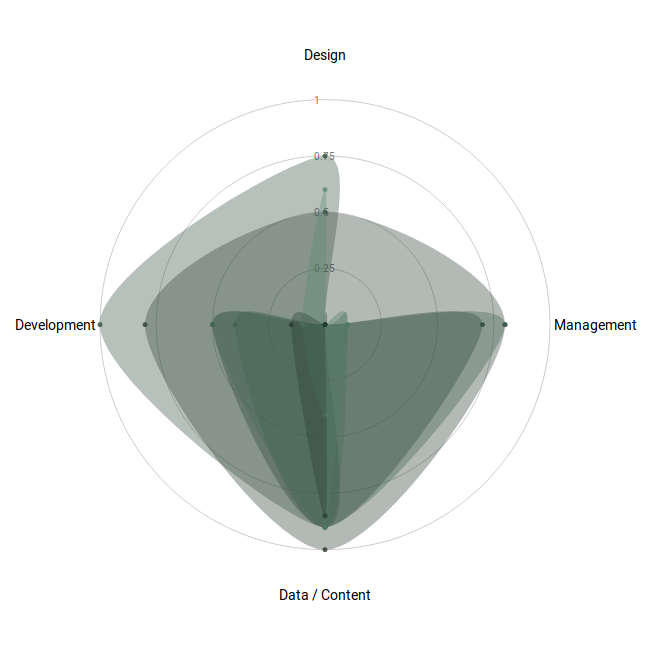 Design
1
0.75
0.5
0.25
Development
Management
Data / Content